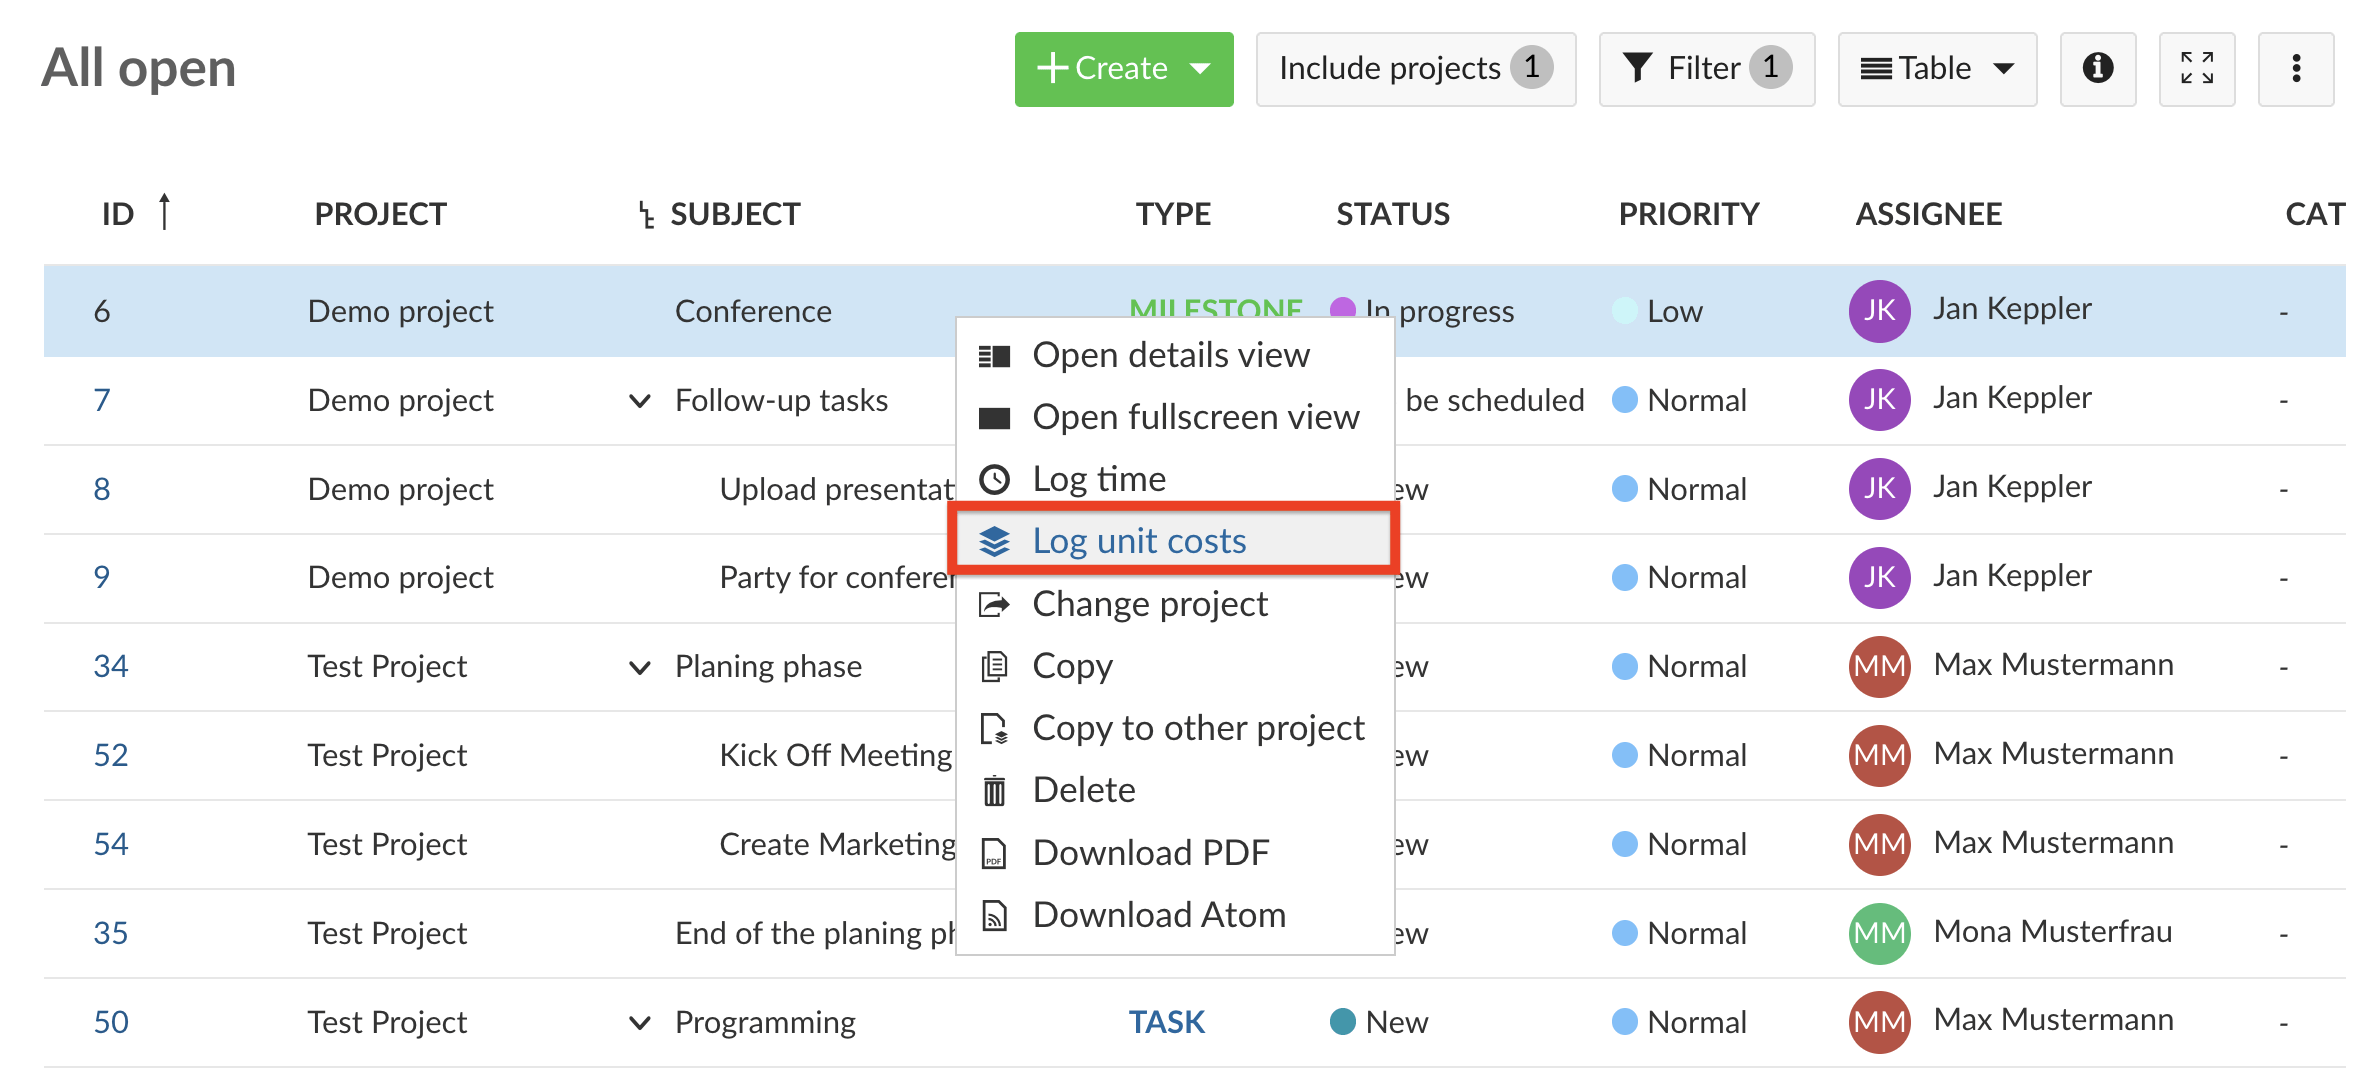 All open
Create Include projects 1 Filter 1 Table
ID PROJECT SUBJECT TYPE STATUS PRIORITY ASSIGNEE CAT
6 Demo project Conference MILESTONE In progress Low JK Jan Keppler -
Open details view
7 Demo project Follow-up tasks be scheduled Normal JK Jan Keppler -
Open fullscreen view
Log time
8 Demo project Upload presentat ew Normal JK Jan Keppler -
Log unit costs
9 Demo project Party for confere ew Normal JK Jan Keppler -
Change project
34 Test Project Planing phase ew Normal MM Max Mustermann -
Copy
Copy to other project
52 Test Project Kick Off Meeting ew Normal MM Max Mustermann -
Delete
54 Test Project Create Marketing ew Normal MM Max Mustermann -
PDF Download PDF
Download Atom
35 Test Project End of the planing ph ew Normal MM Mona Musterfrau -
50 Test Project Programming TASK New Normal MM Max Mustermann -